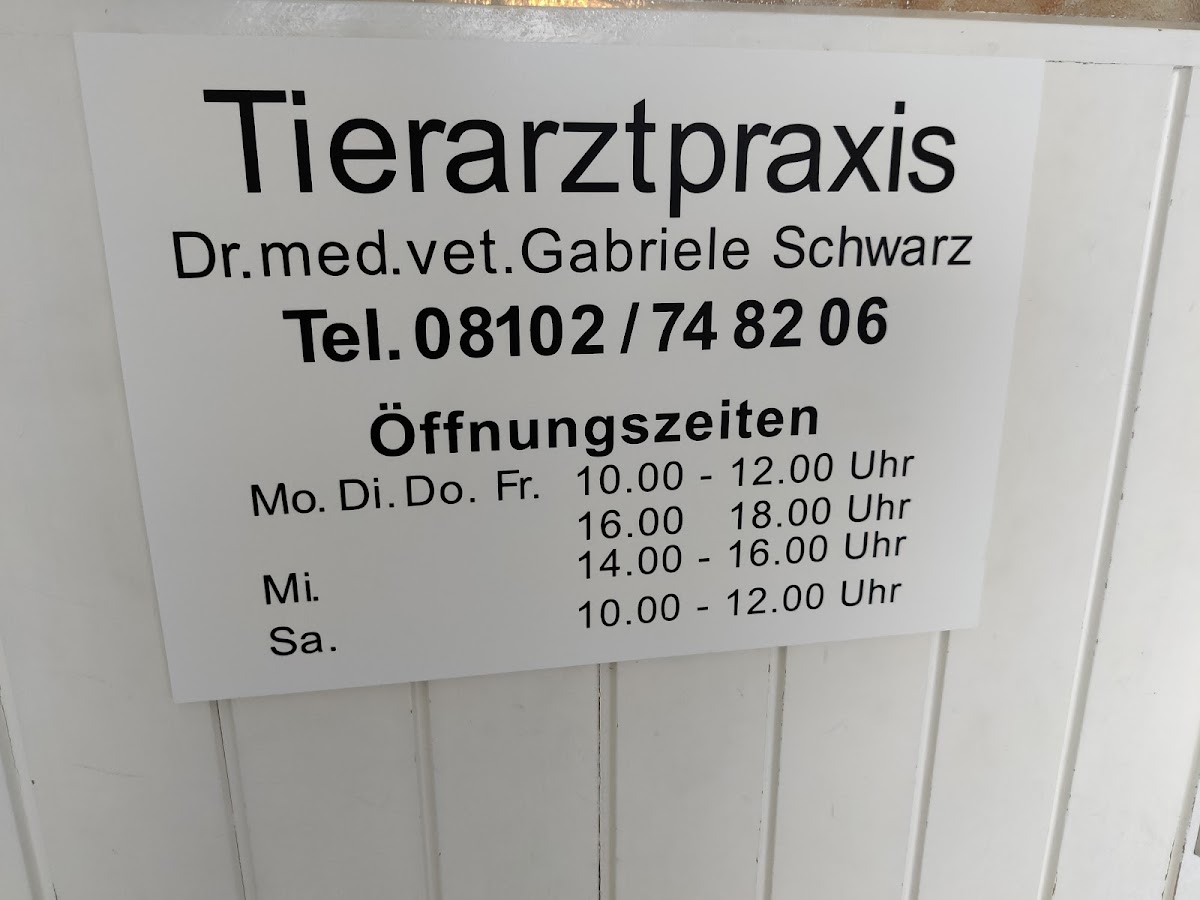 Tierarztpraxis
Dr.med.vet.Gabriele Schwarz
Tel. 08102 / 74 82 06
Öffnungszeiten
Mo. Di. Do. Fr. 10.00 - 12.00 Uhr
16.00 18.00 Uhr
Mi. 14.00 - 16.00 Uhr
Sa. 10.00 - 12.00 Uhr